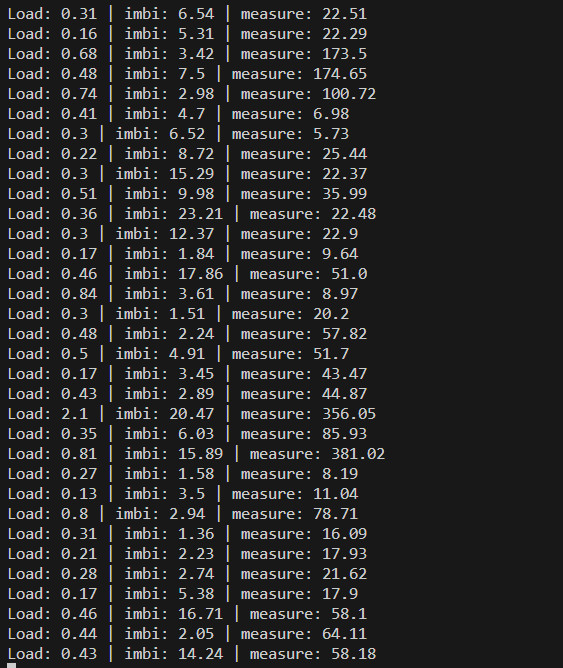 Load: 0.31 | imbi: 6.54 | measure: 22.51
Load: 0.16 | imbi: 5.31 | measure: 22.29
Load: 0.68 | imbi: 3.42 | measure: 173.5
Load: 0.48 | imbi: 7.5 | measure: 174.65
Load: 0.74 | imbi: 2.98 | measure: 100.72
Load: 0.41 | imbi: 4.7 | measure: 6.98
Load: 0.3 | imbi: 6.52 | measure: 5.73
Load: 0.22 | imbi: 8.72 | measure: 25.44
Load: 0.3 | imbi: 15.29 | measure: 22.37
Load: 0.51 | imbi: 9.98 | measure: 35.99
Load: 0.36 | imbi: 23.21 | measure: 22.48
Load: 0.3 | imbi: 12.37 | measure: 22.9
Load: 0.17 | imbi: 1.84 | measure: 9.64
Load: 0.46 | imbi: 17.86 | measure: 51.0
Load: 0.84 | imbi: 3.61 | measure: 8.97
Load: 0.3 | imbi: 1.51 | measure: 20.2
Load: 0.48 | imbi: 2.24 | measure: 57.82
Load: 0.5 | imbi: 4.91 | measure: 51.7
Load: 0.17 | imbi: 3.45 | measure: 43.47
Load: 0.43 | imbi: 2.89 | measure: 44.87
Load: 2.1 | imbi: 20.47 | measure: 356.05
Load: 0.35 | imbi: 6.03 | measure: 85.93
Load: 0.81 | imbi: 15.89 | measure: 381.02
Load: 0.27 | imbi: 1.58 | measure: 8.19
Load: 0.13 | imbi: 3.5 | measure: 11.04
Load: 0.8 | imbi: 2.94 | measure: 78.71
Load: 0.31 | imbi: 1.36 | measure: 16.09
Load: 0.21 | imbi: 2.23 | measure: 17.93
Load: 0.28 | imbi: 2.74 | measure: 21.62
Load: 0.17 | imbi: 5.38 | measure: 17.9
Load: 0.46 | imbi: 16.71 | measure: 58.1
Load: 0.44 | imbi: 2.05 | measure: 64.11
Load: 0.43 | imbi: 14.24 | measure: 58.18